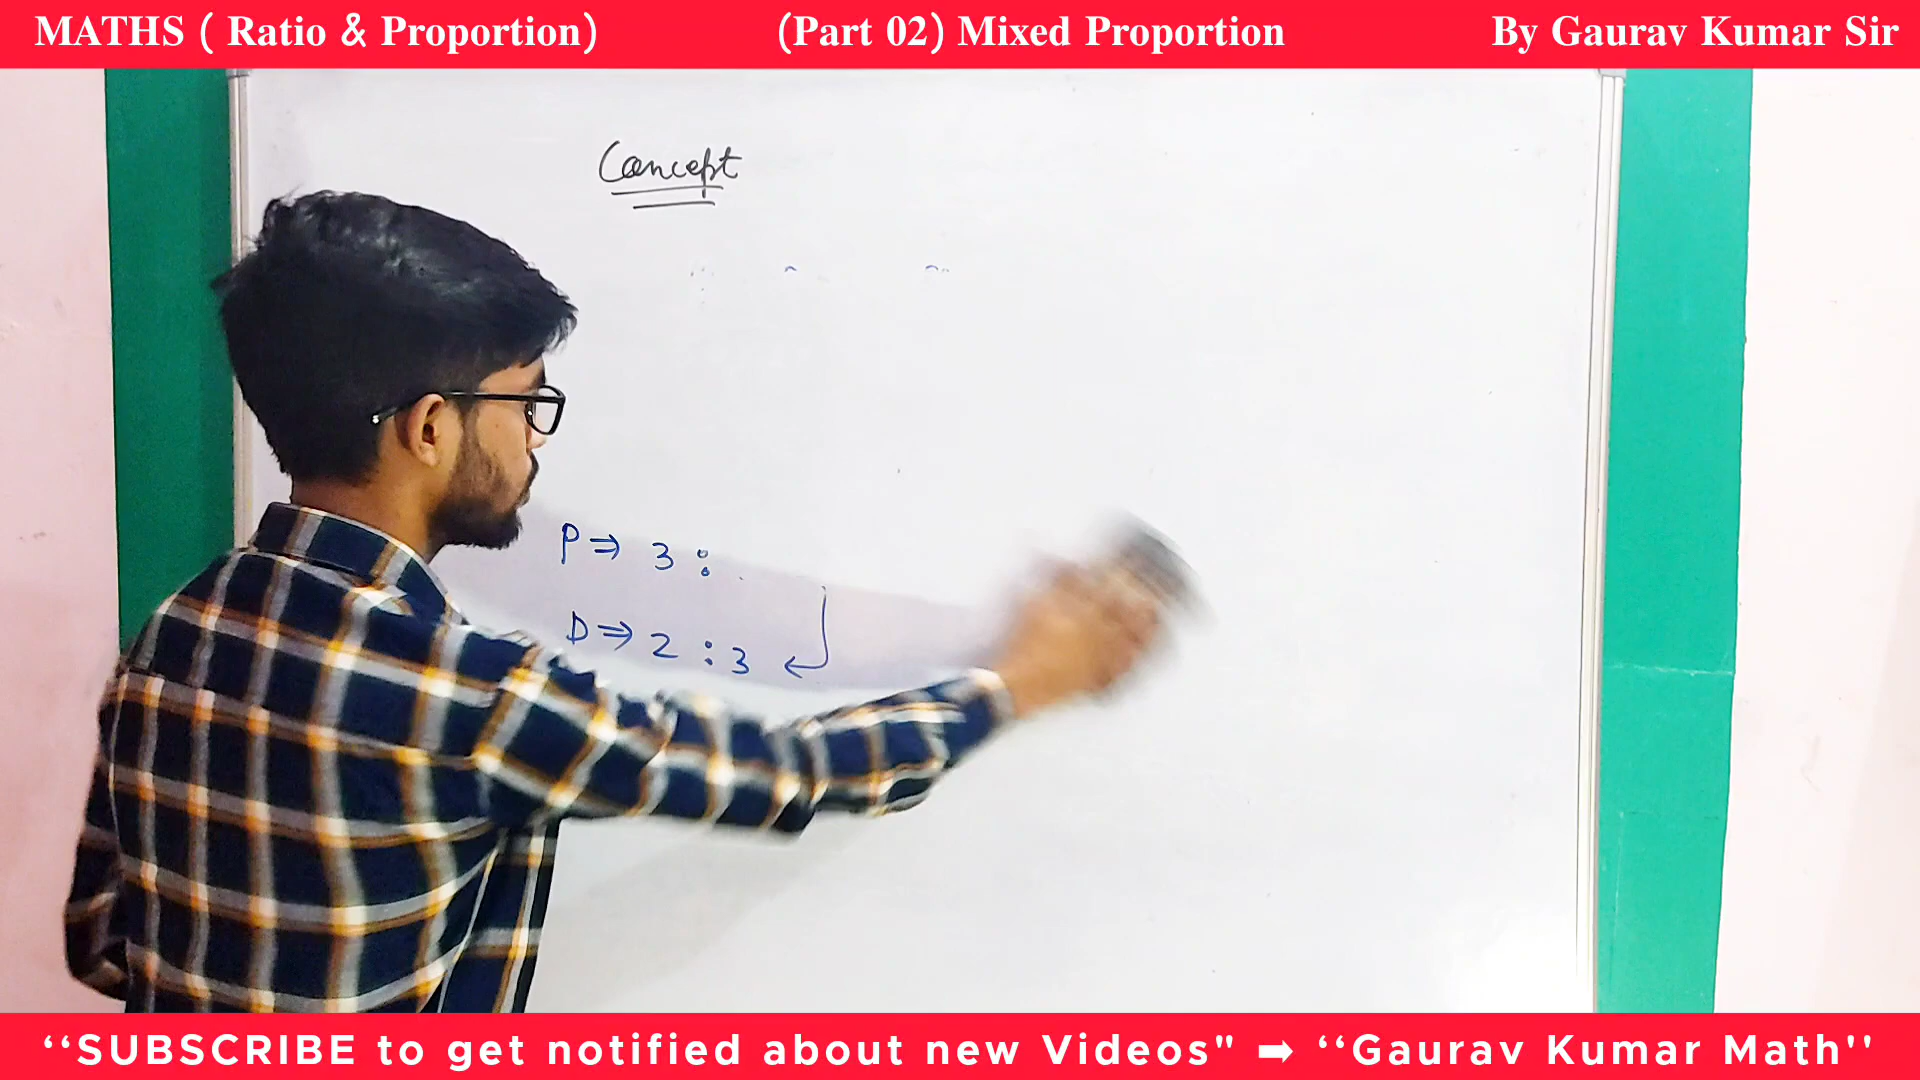 MATHS ( Ratio & Proportion) (Part 02) Mixed Proportion By Gaurav Kumar Sir
Concept
P ⇒ 3 :
D ⇒ 2 : 3
‘‘SUBSCRIBE to get notified about new Videos" ➡ ‘‘Gaurav Kumar Math''